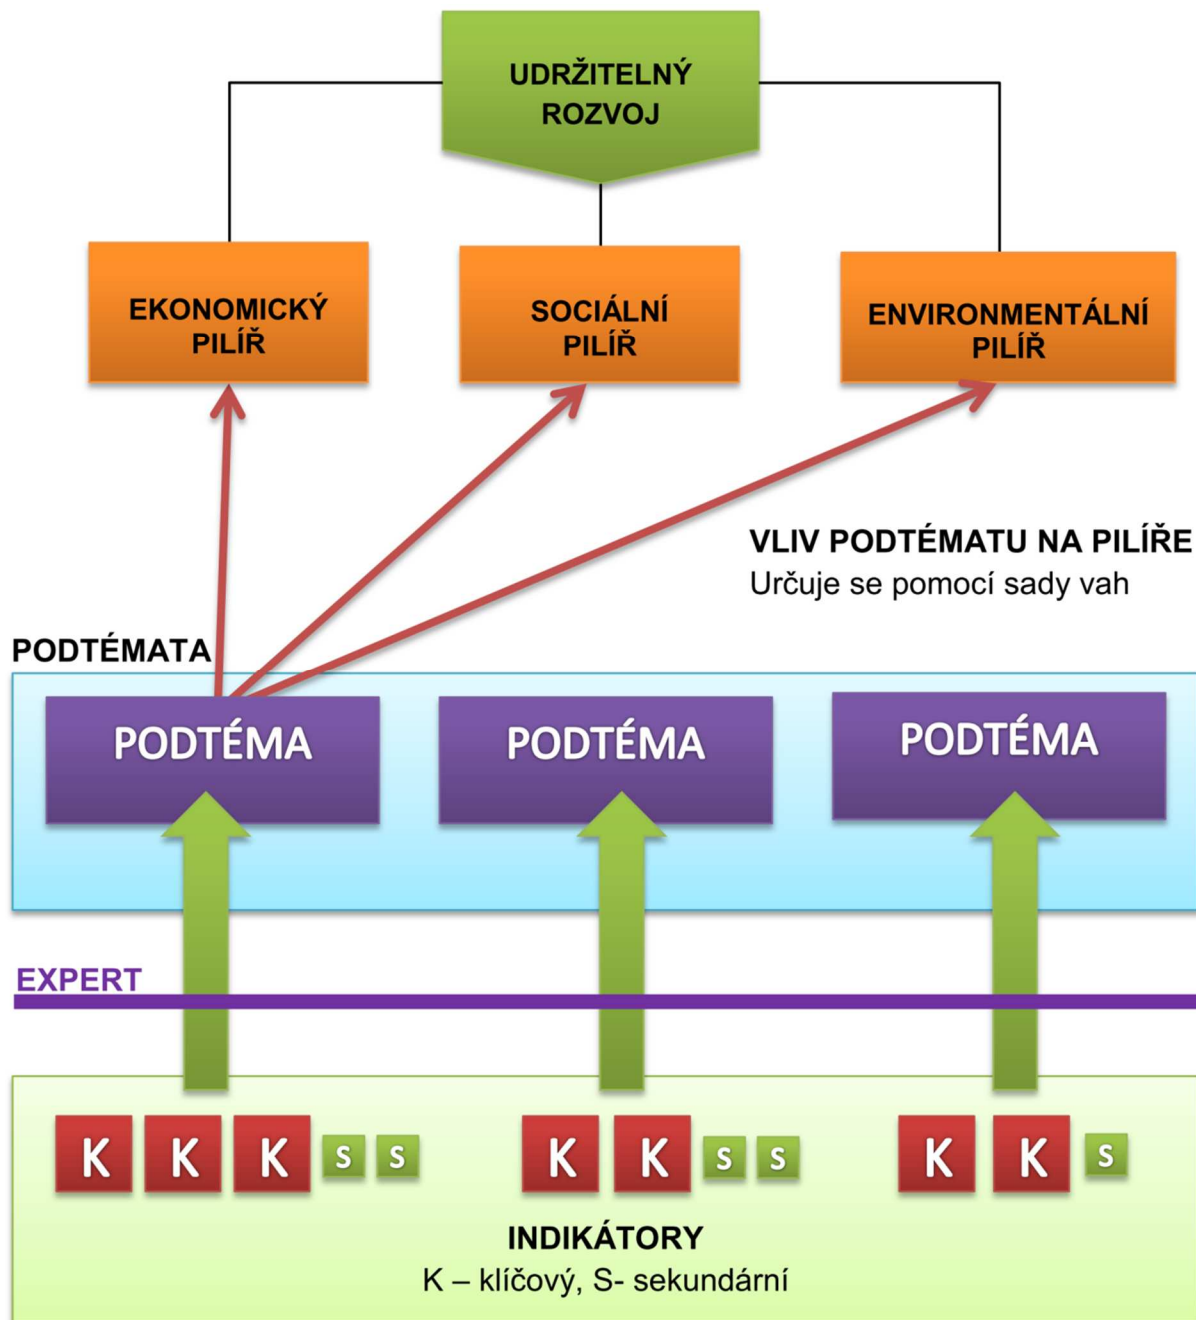 UDRŽITELNÝ
ROZVOJ
EKONOMICKÝ
PILÍŘ
SOCIÁLNÍ
PILÍŘ
ENVIRONMENTÁLNÍ
PILÍŘ
VLIV PODTÉMATU NA PILÍŘE
Určuje se pomocí sady vah
PODTÉMATA
PODTÉMA
PODTÉMA
PODTÉMA
EXPERT
K K K S S
K K S S
K K S
INDIKÁTORY
K – klíčový, S- sekundární